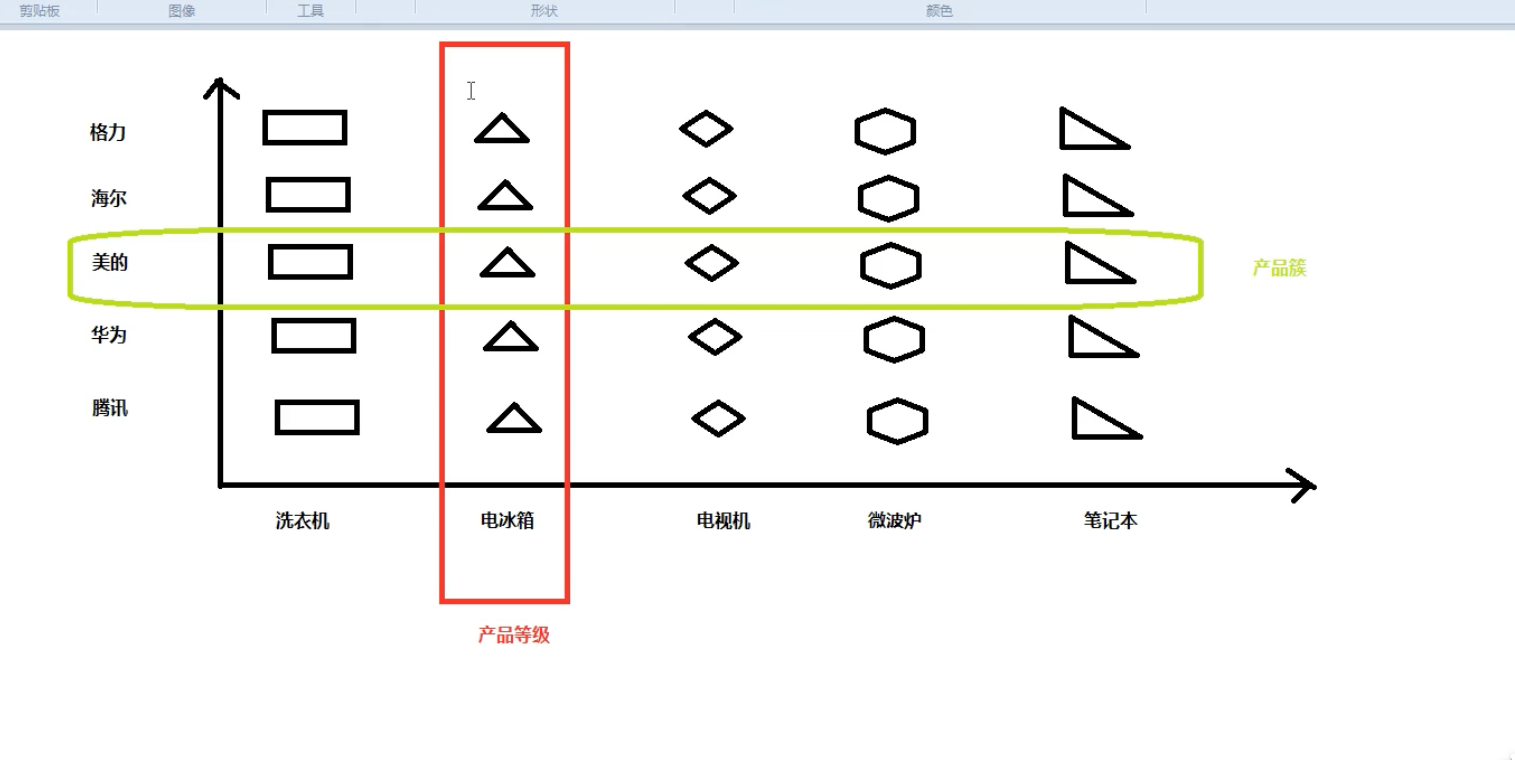 剪贴板 图像 工具 形状 颜色
格力
海尔
美的
产品簇
华为
腾讯
洗衣机 电冰箱 电视机 微波炉 笔记本
产品等级